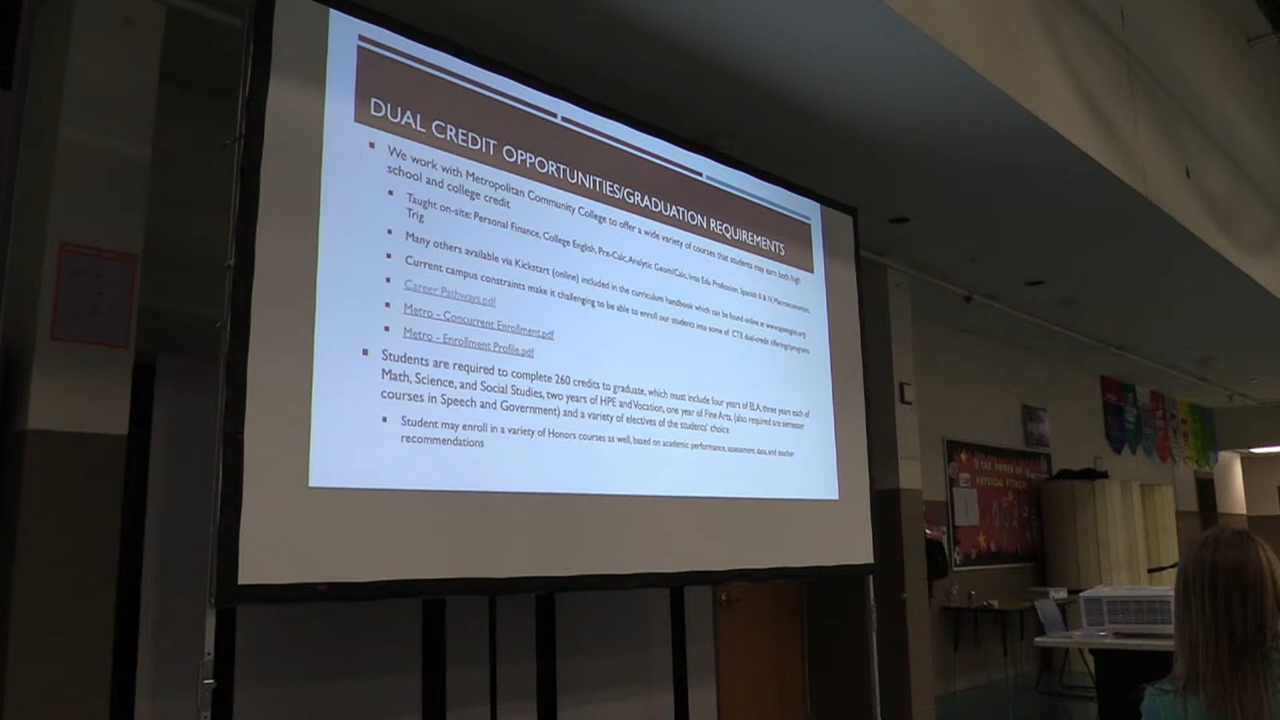 DUAL CREDIT OPPORTUNITIES/GRADUATION REQUIREMENTS
We work with Metropolitan Community College to offer a wide variety of courses that students may earn both high
school and college credit
Taught on-site: Personal Finance, College English, Pre-Calc, Analytic Geom/Calc, Intro Edu Profession, Spanish III & IV, Macroeconomics,
Trig
Many others available via Kickstart (online) included in the curriculum handbook which can be found online at
Current campus constraints make it challenging to be able to enroll our students into some of CTE dual-credit offerings/programs
Career Pathways.pdf
Metro - Concurrent Enrollment.pdf
Metro - Enrollment Profile.pdf
Students are required to complete 260 credits to graduate, which must include four years of ELA, three years each of
Math, Science, and Social Studies, two years of HPE and Vocation, one year of Fine Arts, (also required are semester
courses in Speech and Government) and a variety of electives of the students' choice
Student may enroll in a variety of Honors courses as well, based on academic performance, assessment data, and teacher
recommendations
THE POWER OF
PHYSICAL FITNESS